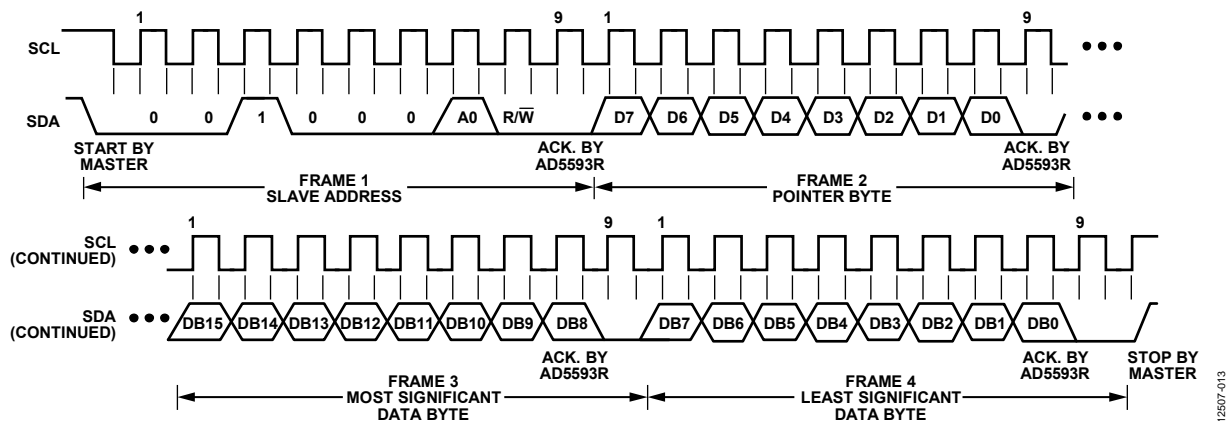 1 9 1 9
SCL
SDA
0 0 1 0 0 0 A0 R/W̅ D7 D6 D5 D4 D3 D2 D1 D0
START BY
MASTER
ACK. BY
AD5593R
ACK. BY
AD5593R
FRAME 1
SLAVE ADDRESS
FRAME 2
POINTER BYTE
1 9 1 9
SCL
(CONTINUED)
SDA
(CONTINUED)
DB15 DB14 DB13 DB12 DB11 DB10 DB9 DB8 DB7 DB6 DB5 DB4 DB3 DB2 DB1 DB0
ACK. BY
AD5593R
ACK. BY
AD5593R
STOP BY
MASTER
FRAME 3
MOST SIGNIFICANT
DATA BYTE
FRAME 4
LEAST SIGNIFICANT
DATA BYTE
12507-013